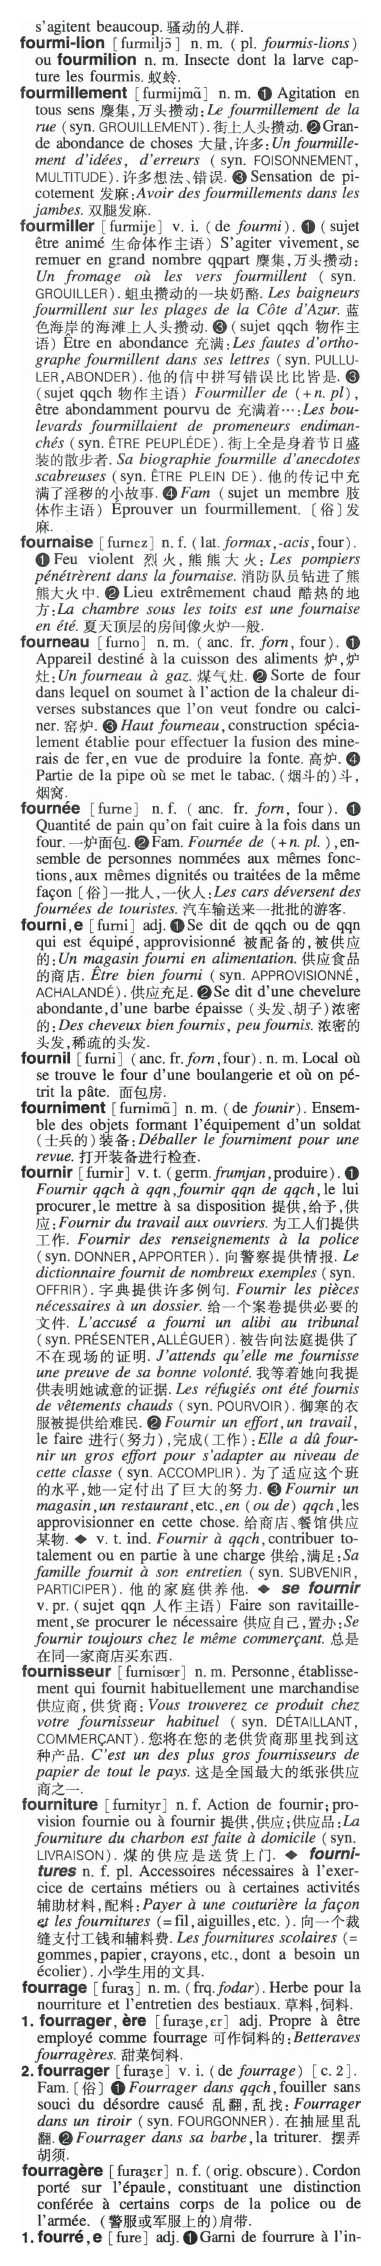 s'agitent beaucoup. 骚动的人群.
fourmi-lion [furmiljɔ̃] n. m. (pl. fourmis-lions)
ou fourmilion n. m. Insecte dont la larve cap-
ture les fourmis. 蚁蛉.
fourmillement [furmijmɑ̃] n. m. ❶ Agitation en
tous sens 麇集,万头攒动:Le fourmillement de la
rue (syn. GROUILLEMENT). 街上人头攒动. ❷Gran-
de abondance de choses 大量,许多:Un fourmille-
ment d'idées, d'erreurs (syn. FOISONNEMENT,
MULTITUDE). 许多想法、错误. ❸ Sensation de pi-
cotement 发麻:Avoir des fourmillements dans les
jambes. 双腿发麻.
fourmiller [furmije] v. i. (de fourmi). ❶ (sujet
être animé 生命体作主语) S'agiter vivement, se
remuer en grand nombre qqpart 麇集,万头攒动:
Un fromage où les vers fourmillent (syn.
GROUILLER). 蛆虫攒动的一块奶酪. Les baigneurs
fourmillent sur les plages de la Côte d'Azur. 蓝
色海岸的海滩上人头攒动. ❸ (sujet qqch 物作主
语) Être en abondance 充满:Les fautes d'ortho-
graphe fourmillent dans ses lettres (syn. PULLU-
LER,ABONDER). 他的信中拼写错误比比皆是. ❸
(sujet qqch 物作主语) Fourmiller de (+n. pl),
être abondamment pourvu de 充满着…:Les bou-
levards fourmillaient de promeneurs endiman-
chés (syn. ÊTRE PEUPLÉDE). 街上全是身着节日盛
装的散步者. Sa biographie fourmille d'anecdotes
scabreuses (syn. ÊTRE PLEIN DE). 他的传记中充
满了淫秽的小故事. ❹ Fam (sujet un membre 肢
体作主语) Éprouver un fourmillement. 〔俗〕发
麻.
fournaise [furnɛz] n. f. (lat. formax,-acis,four).
❶ Feu violent 烈火,熊熊大火: Les pompiers
pénétrèrent dans la fournaise. 消防队员钻进了熊
熊大火中. ❷ Lieu extrêmement chaud 酷热的地
方:La chambre sous les toits est une fournaise
en été. 夏天顶层的房间像火炉一般.
fourneau [furno] n. m. (anc. fr. forn, four). ❶
Appareil destiné à la cuisson des aliments 炉,炉
灶:Un fourneau à gaz. 煤气灶. ❷ Sorte de four
dans lequel on soumet à l'action de la chaleur di-
verses substances que l'on veut fondre ou calci-
ner. 窑炉. ❸ Haut fourneau,construction spécia-
lement établie pour effectuer la fusion des mine-
rais de fer,en vue de produire la fonte. 高炉. ❹
Partie de la pipe où se met le tabac. (烟斗的)斗,
烟窝.
fournée [furne] n. f. (anc. fr. forn, four). ❶
Quantité de pain qu'on fait cuire à la fois dans un
four. 一炉面包. ❷ Fam. Fournée de (+n. pl.),en-
semble de personnes nommées aux mêmes fonc-
tions,aux mêmes dignités ou traitées de la même
façon 〔俗〕一批人,一伙人:Les cars déversent des
fournées de touristes. 汽车输送来一批批的游客.
fourni,e [furni] adj. ❶Se dit de qqch ou de qqn
qui est équipé, approvisionné 被配备的,被供应
的:Un magasin fourni en alimentation. 供应食品
的商店. Être bien fourni (syn. APPROVISIONNÉ,
ACHALANDÉ). 供应充足. ❷Se dit d'une chevelure
abondante,d'une barbe épaisse (头发、胡子)浓密
的:Des cheveux bien fournis, peu fournis. 浓密的
头发,稀疏的头发.
fournil [furni] (anc. fr. forn,four). n. m. Local où
se trouve le four d'une boulangerie et où on pé-
trit la pâte. 面包房.
fourniment [furnimɑ̃] n. m. (de founir). Ensem-
ble des objets formant l'équipement d'un soldat
(士兵的)装备:Déballer le fourniment pour une
revue. 打开装备进行检查.
fournir [furnir] v. t. (germ. frumjan,produire). ❶
Fournir qqch à qqn,fournir qqn de qqch,le lui
procurer,le mettre à sa disposition 提供,给予,供
应:Fournir du travail aux ouvriers. 为工人们提供
工作. Fournir des renseignements à la police
(syn. DONNER,APPORTER). 向警察提供情报. Le
dictionnaire fournit de nombreux exemples (syn.
OFFRIR). 字典提供许多例句. Fournir les pièces
nécessaires à un dossier. 给一个案卷提供必要的
文件. L'accusé a fourni un alibi au tribunal
(syn. PRÉSENTER,ALLÉGUER). 被告向法庭提供了
不在现场的证明. J'attends qu'elle me fournisse
une preuve de sa bonne volonté. 我等着她向我提
供表明她诚意的证据. Les réfugiés ont été fournis
de vêtements chauds (syn. POURVOIR). 御寒的衣
服被提供给难民. ❷ Fournir un effort,un travail,
le faire 进行(努力),完成(工作):Elle a dû four-
nir un gros effort pour s'adapter au niveau de
cette classe (syn. ACCOMPLIR). 为了适应这个班
的水平,她一定付出了巨大的努力. ❸ Fournir un
magasin,un restaurant,etc.,en (ou de) qqch,les
approvisionner en cette chose. 给商店、餐馆供应
某物. ◆ v. t. ind. Fournir à qqch,contribuer to-
talement ou en partie à une charge 供给,满足:Sa
famille fournit à son entretien (syn. SUBVENIR,
PARTICIPER). 他的家庭供养他. ◆ se fournir
v. pr. (sujet qqn 人作主语) Faire son ravitaille-
ment,se procurer le nécessaire 供应自己,置办:Se
fournir toujours chez le même commerçant. 总是
在同一家商店买东西.
fournisseur [furnisœr] n. m. Personne,établisse-
ment qui fournit habituellement une marchandise
供应商,供货商: Vous trouverez ce produit chez
votre fournisseur habituel (syn. DÉTAILLANT,
COMMERÇANT). 您将在您的老供货商那里找到这
种产品. C'est un des plus gros fournisseurs de
papier de tout le pays. 这是全国最大的纸张供应
商之一.
fourniture [furnityr] n. f. Action de fournir;pro-
vision fournie ou à fournir 提供,供应;供应品:La
fourniture du charbon est faite à domicile (syn.
LIVRAISON). 煤的供应是送货上门. ◆ fourni-
tures n. f. pl. Accessoires nécessaires à l'exer-
cice de certains métiers ou à certaines activités
辅助材料,配料:Payer à une couturière la façon
et les fournitures (=fil,aiguilles,etc.). 向一个裁
缝支付工钱和辅料费. Les fournitures scolaires (=
gommes,papier,crayons,etc.,dont a besoin un
écolier). 小学生用的文具.
fourrage [furaʒ] n. m. (frq. fodar). Herbe pour la
nourriture et l'entretien des bestiaux. 草料,饲料.
1. fourrager,ère [furaʒe,ɛr] adj. Propre à être
employé comme fourrage 可作饲料的:Betteraves
fourragères. 甜菜饲料.
2. fourrager [furaʒe] v. i. (de fourrage) [c. 2].
Fam. 〔俗〕 ❶ Fourrager dans qqch,fouiller sans
souci du désordre causé 乱翻,乱找: Fourrager
dans un tiroir (syn. FOURGONNER). 在抽屉里乱
翻. ❷ Fourrager dans sa barbe,la triturer. 摆弄
胡须.
fourragère [furaʒɛr] n. f. (orig. obscure). Cordon
porté sur l'épaule, constituant une distinction
conférée à certains corps de la police ou de
l'armée. (警服或军服上的)肩带.
1. fourré,e [fure] adj. ❶Garni de fourrure à l'in-